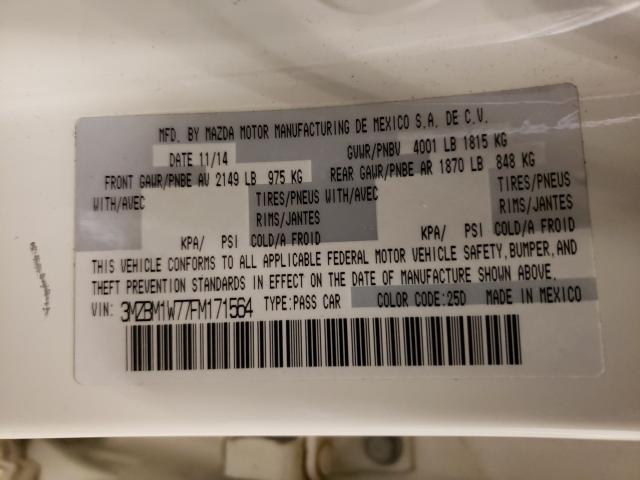 MFD. BY MAZDA MOTOR MANUFACTURING DE MEXICO S.A. DE C.V.
DATE 11/14 GVWR/PNBV 4001 LB 1815 KG
FRONT GAWR/PNBE AV 2149 LB 975 KG REAR GAWR/PNBE AR 1870 LB 848 KG
WITH/AVEC TIRES/PNEUS WITH/AVEC TIRES/PNEUS
RIMS/JANTES RIMS/JANTES
KPA/ PSI COLD/A FROID KPA/ PSI COLD/A FROID
THIS VEHICLE CONFORMS TO ALL APPLICABLE FEDERAL MOTOR VEHICLE SAFETY, BUMPER, AND
THEFT PREVENTION STANDARDS IN EFFECT ON THE DATE OF MANUFACTURE SHOWN ABOVE.
VIN: 3MZBM1W77FM171564 TYPE:PASS CAR COLOR CODE:25D MADE IN MEXICO